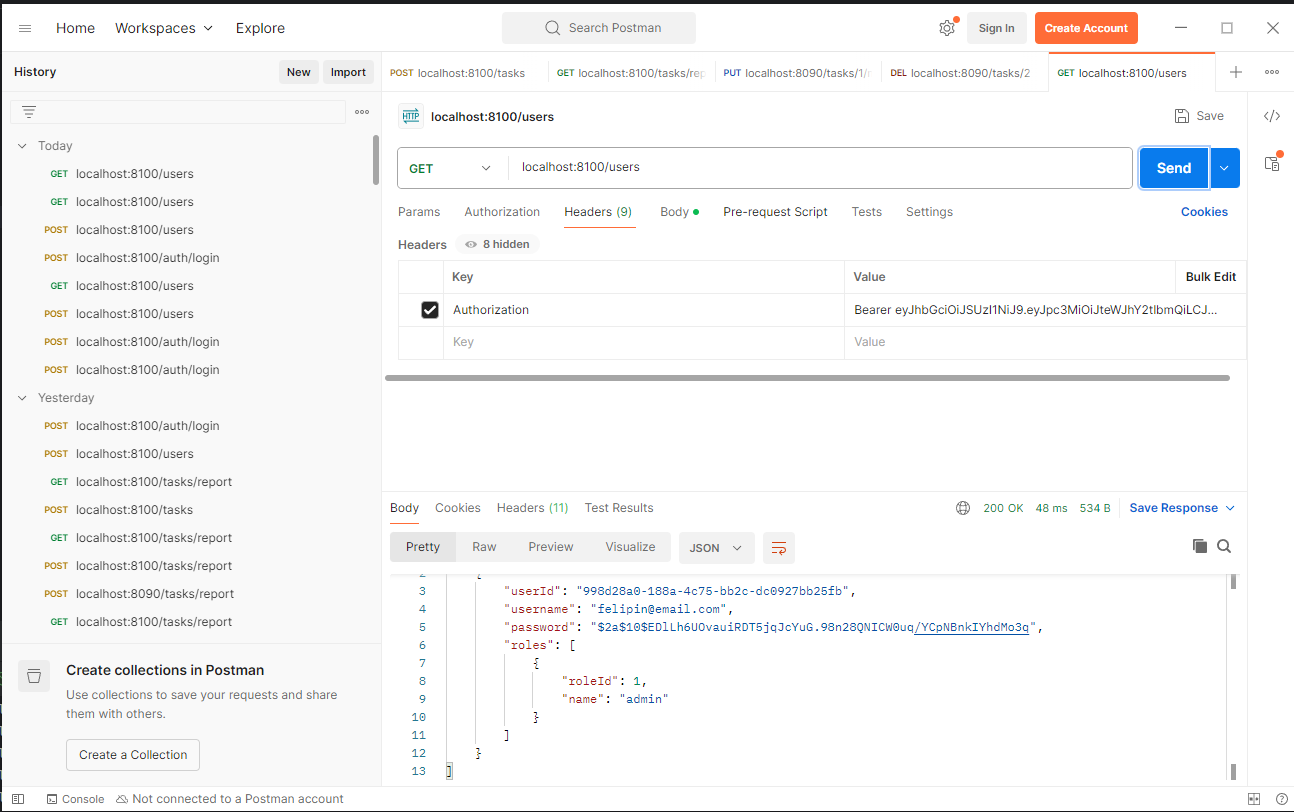 Home Workspaces Explore Search Postman Sign In Create Account
History New Import
POST localhost:8100/tasks GET localhost:8100/tasks/rep PUT localhost:8090/tasks/1/ DEL localhost:8090/tasks/2 GET localhost:8100/users
HTTP localhost:8100/users Save
Today
GET localhost:8100/users
GET localhost:8100/users
POST localhost:8100/users
POST localhost:8100/auth/login
GET localhost:8100/users
POST localhost:8100/users
POST localhost:8100/auth/login
POST localhost:8100/auth/login
Yesterday
POST localhost:8100/auth/login
POST localhost:8100/users
GET localhost:8100/tasks/report
POST localhost:8100/tasks
GET localhost:8100/tasks/report
GET localhost:8100/tasks/report
POST localhost:8090/tasks/report
GET localhost:8100/tasks/report
Create collections in Postman
Use collections to save your requests and share
them with others.
Create a Collection
GET localhost:8100/users Send
Params Authorization Headers (9) Body Pre-request Script Tests Settings Cookies
Headers 8 hidden
Key Value Bulk Edit
Authorization Bearer eyJhbGciOiJSUzI1NiJ9.eyJpc3MiOiJteWJhY2tlbmQiLCJ...
Key Value
Body Cookies Headers (11) Test Results 200 OK 48 ms 534 B Save Response
Pretty Raw Preview Visualize JSON
2 {
3 "userId": "998d28a0-188a-4c75-bb2c-dc0927bb25fb",
4 "username": "felipin@email.com",
5 "password": "$2a$10$EDlLh6UOvauiRDT5jqJcYuG.98n28QNICW0uq/YCpNBnkIYhdMo3q",
6 "roles": [
7 {
8 "roleId": 1,
9 "name": "admin"
10 }
11 ]
12 }
13 ]
Console Not connected to a Postman account